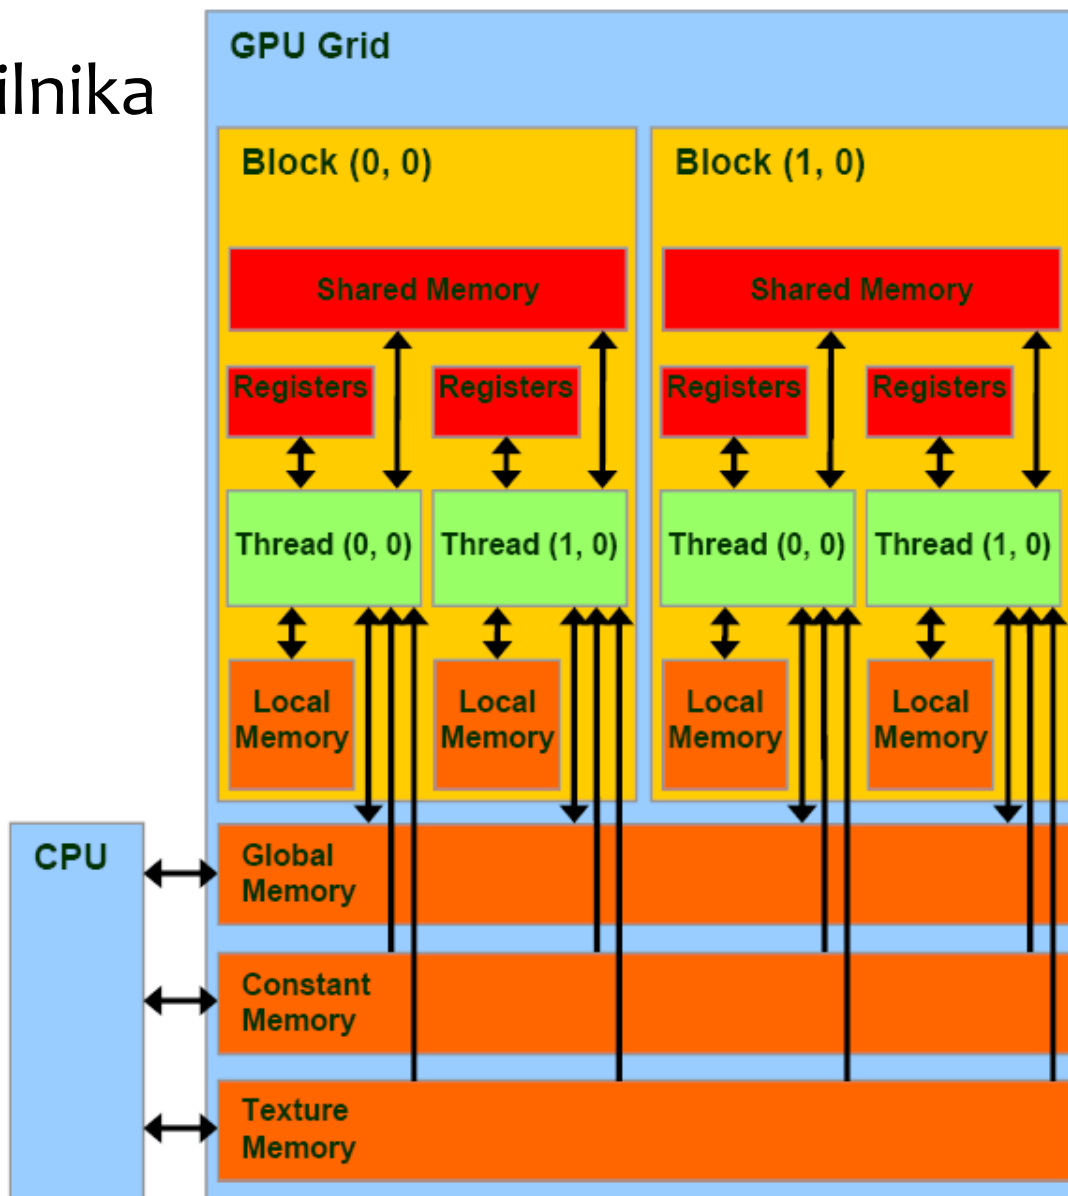 ilnika
GPU Grid
Block (0, 0)
Block (1, 0)
Shared Memory
Shared Memory
Registers
Registers
Registers
Registers
Thread (0, 0)
Thread (1, 0)
Thread (0, 0)
Thread (1, 0)
Local
Memory
Local
Memory
Local
Memory
Local
Memory
CPU
Global
Memory
Constant
Memory
Texture
Memory